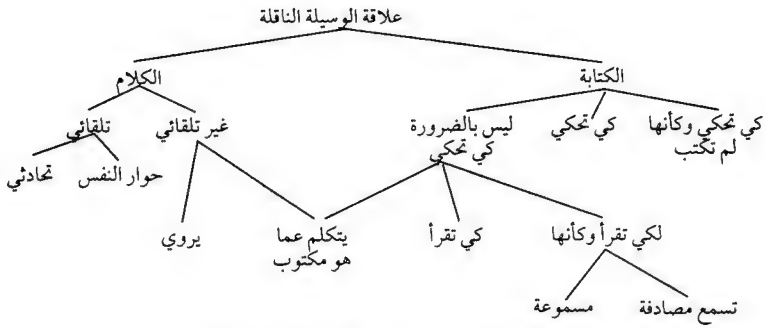 علاقة الوسيلة الناقلة
الكتابة
الكلام
كي تحكي وكأنها
لم تكتب
كي تحكي
ليس بالضرورة
كي تحكي
غير تلقائي
تلقائي
حوار النفس
تحادثي
لكي تقرأ وكأنها
كي تقرأ
يتكلم عما
هو مكتوب
يروي
تسمع مصادفة
مسموعة